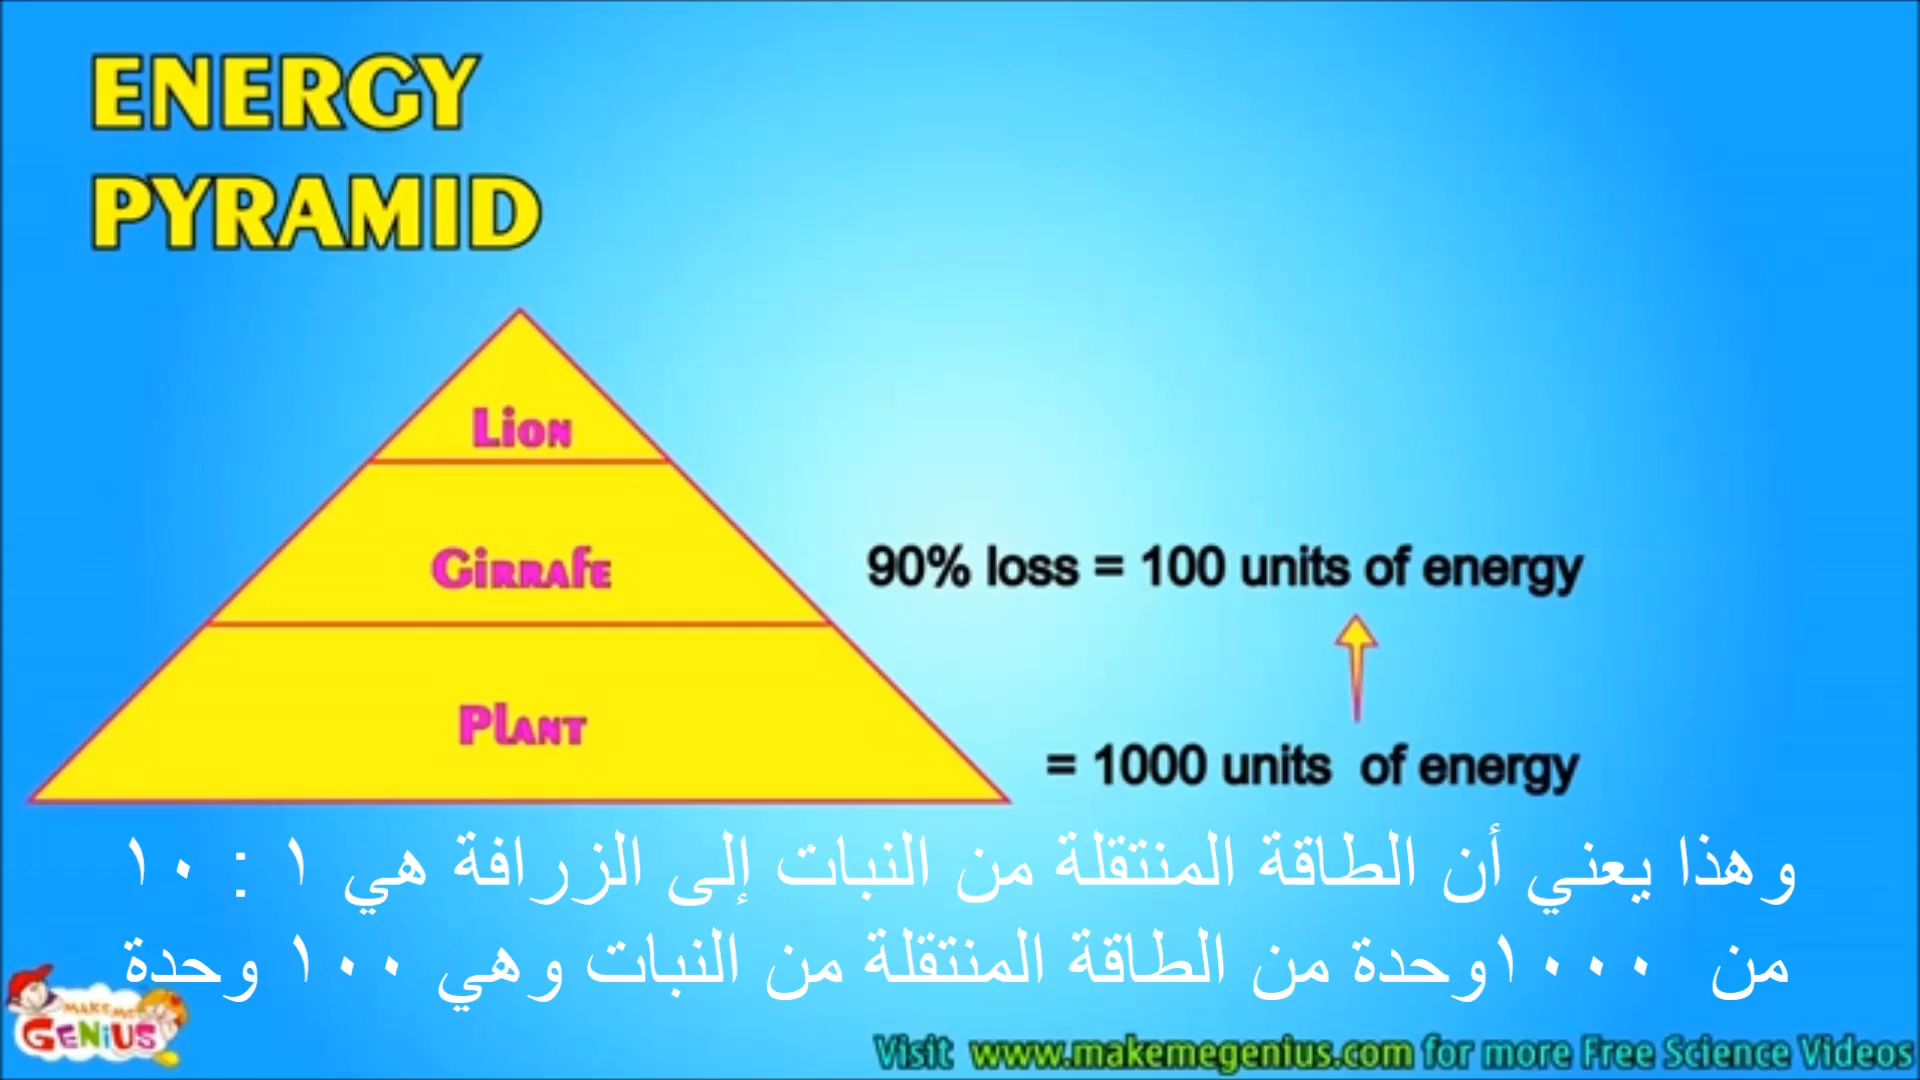 ENERGY
PYRAMID
Lion
Girrafe
90% loss = 100 units of energy
Plant
= 1000 units of energy
وهذا يعني أن الطاقة المنتقلة من النبات إلى الزرافة هي ١ : ١٠
من ١٠٠٠وحدة من الطاقة المنتقلة من النبات وهي ١٠٠ وحدة
MAKE ME
GENiUS
Visit www.makemegenius.com for more Free Science Videos